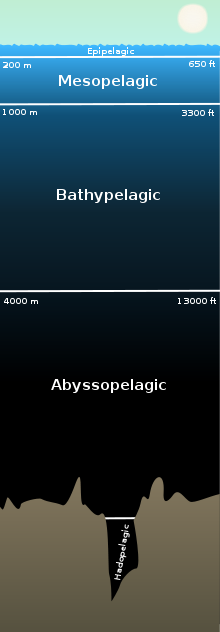 Epipelagic
200 m 650 ft
Mesopelagic
1000 m 3300 ft
Bathypelagic
4000 m 13000 ft
Abyssopelagic
Hadopelagic